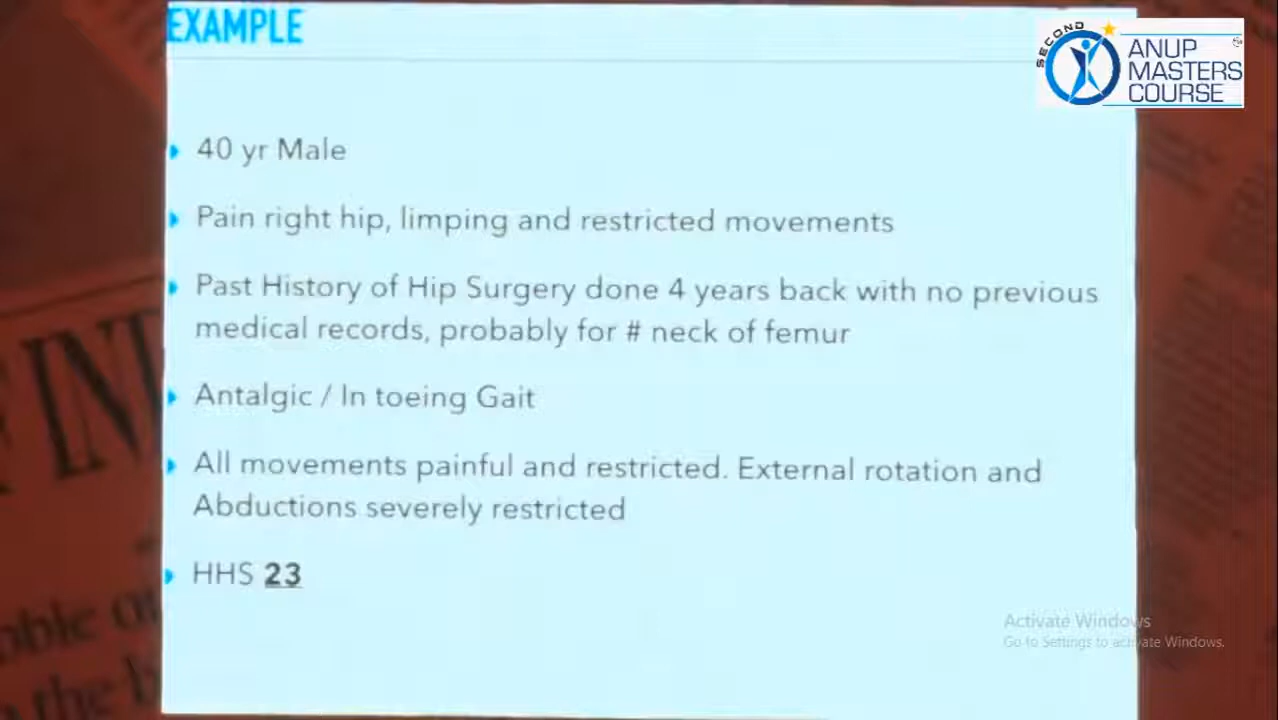 EXAMPLE
SECOND
ANUP
MASTERS
COURSE
40 yr Male
Pain right hip, limping and restricted movements
Past History of Hip Surgery done 4 years back with no previous
medical records, probably for # neck of femur
Antalgic / In toeing Gait
All movements painful and restricted. External rotation and
Abductions severely restricted
HHS 23
Activate Windows
Go to Settings to activate Windows.
the b